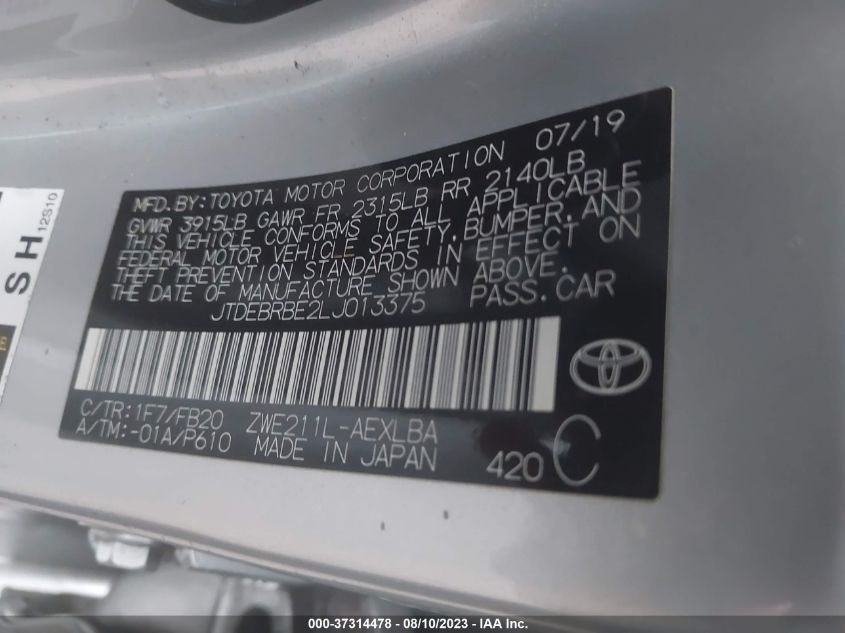 MFD. BY: TOYOTA MOTOR CORPORATION 07/19
GVWR 3915LB GAWR FR 2315LB RR 2140LB
THIS VEHICLE CONFORMS TO ALL APPLICABLE
FEDERAL MOTOR VEHICLE SAFETY, BUMPER, AND
THEFT PREVENTION STANDARDS IN EFFECT ON
THE DATE OF MANUFACTURE SHOWN ABOVE.
JTDEBRBE2LJ013375 PASS. CAR
C/TR: 1F7/FB20 ZWE211L-AEXLBA
A/TM: -01A/P610 MADE IN JAPAN
420 C
SH
12S10
000-37314478 - 08/10/2023 - IAA Inc.